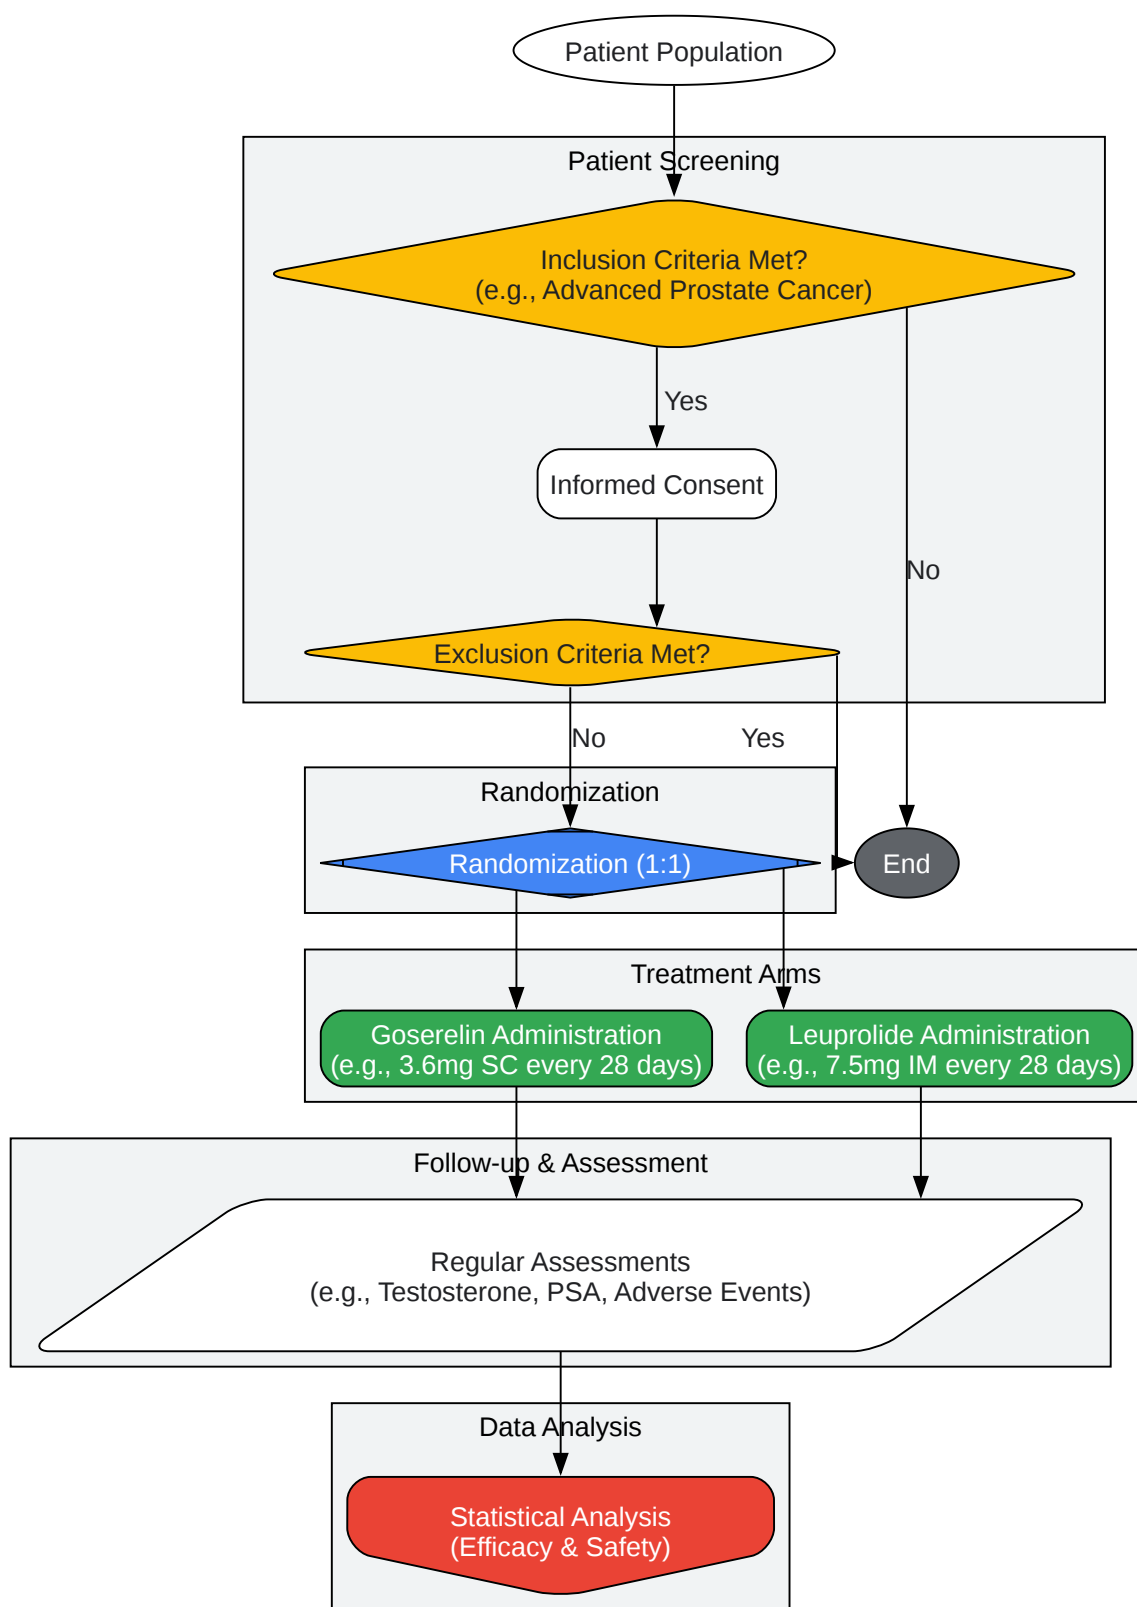 Patient Population
Patient Screening
Inclusion Criteria Met?
(e.g., Advanced Prostate Cancer)
Yes
Informed Consent
No
Exclusion Criteria Met?
No
Yes
Randomization
Randomization (1:1)
End
Treatment Arms
Goserelin Administration
(e.g., 3.6mg SC every 28 days)
Leuprolide Administration
(e.g., 7.5mg IM every 28 days)
Follow-up & Assessment
Regular Assessments
(e.g., Testosterone, PSA, Adverse Events)
Data Analysis
Statistical Analysis
(Efficacy & Safety)